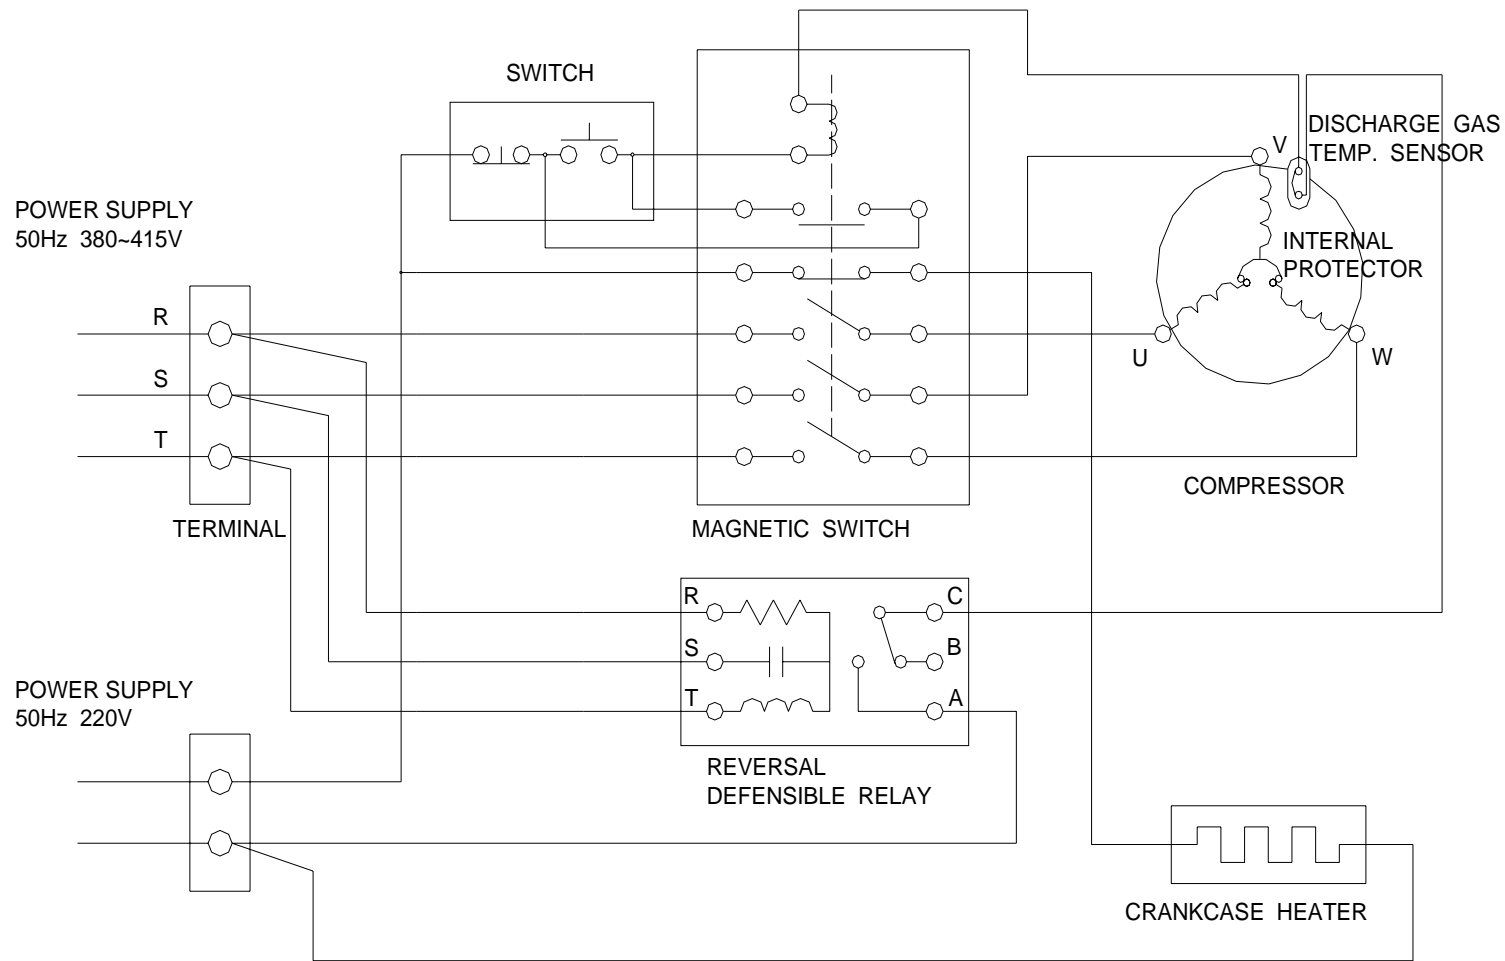 SWITCH
DISCHARGE GAS
TEMP. SENSOR
V
POWER SUPPLY
50Hz 380~415V
INTERNAL
PROTECTOR
R
U
W
S
T
COMPRESSOR
TERMINAL
MAGNETIC SWITCH
R
C
S
B
T
A
POWER SUPPLY
50Hz 220V
REVERSAL
DEFENSIBLE RELAY
CRANKCASE HEATER